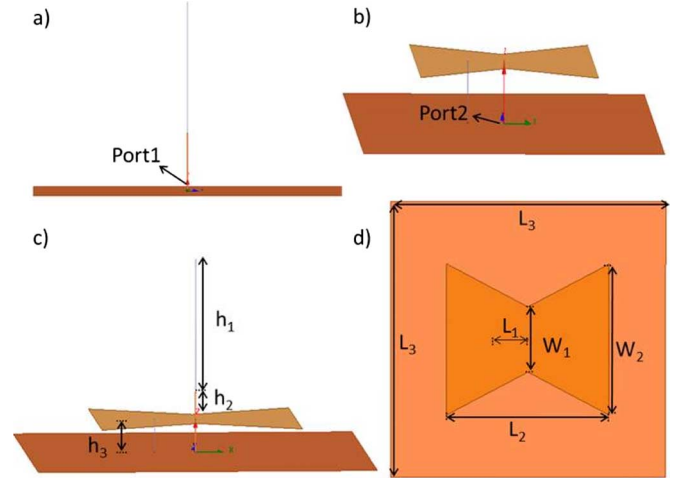 a)
Port1
b)
Port2
c)
h₁
h₂
h₃
d)
L₃
L₃
L₁
W₁
W₂
L₂